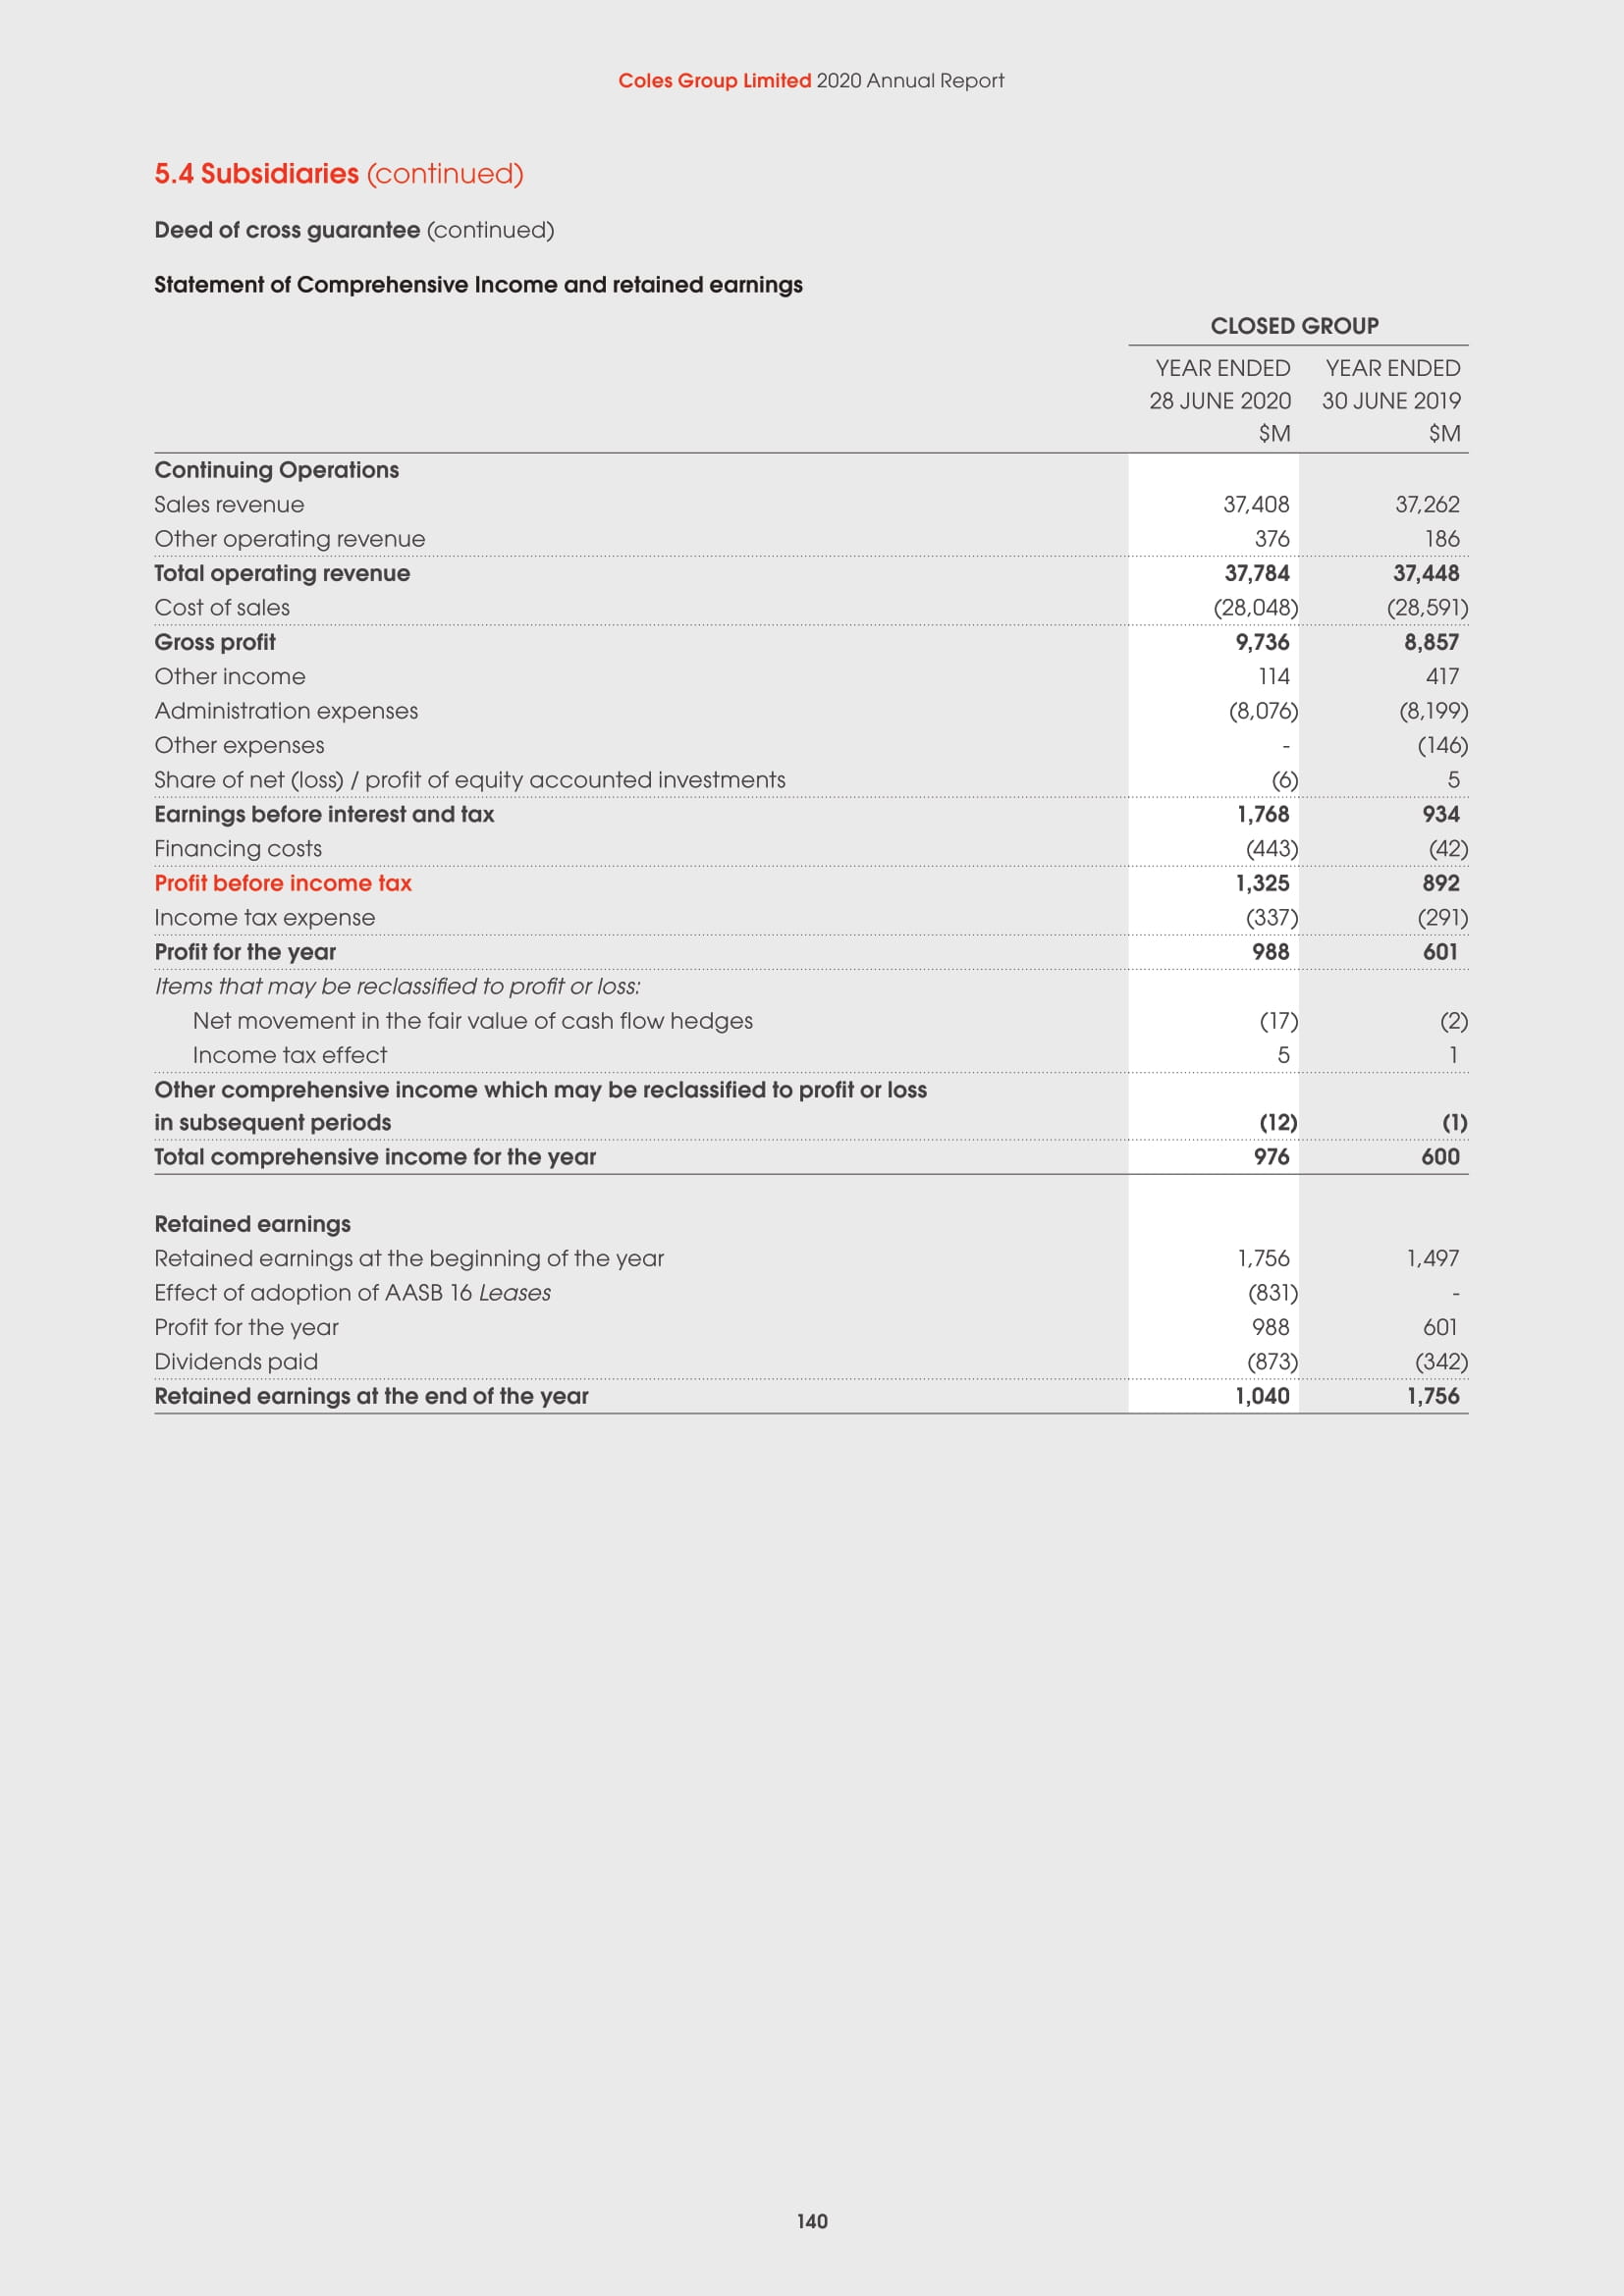 Coles Group Limited 2020 Annual Report
5.4 Subsidiaries (continued)
Deed of cross guarantee (continued)
Statement of Comprehensive Income and retained earnings
CLOSED GROUP
YEAR ENDED YEAR ENDED
28 JUNE 2020 30 JUNE 2019
$M $M
Continuing Operations
Sales revenue 37,408 37,262
Other operating revenue 376 186
Total operating revenue 37,784 37,448
Cost of sales (28,048) (28,591)
Gross profit 9,736 8,857
Other income 114 417
Administration expenses (8,076) (8,199)
Other expenses - (146)
Share of net (loss) / profit of equity accounted investments (6) 5
Earnings before interest and tax 1,768 934
Financing costs (443) (42)
Profit before income tax 1,325 892
Income tax expense (337) (291)
Profit for the year 988 601
Items that may be reclassified to profit or loss:
Net movement in the fair value of cash flow hedges (17) (2)
Income tax effect 5 1
Other comprehensive income which may be reclassified to profit or loss
in subsequent periods (12) (1)
Total comprehensive income for the year 976 600
Retained earnings
Retained earnings at the beginning of the year 1,756 1,497
Effect of adoption of AASB 16 Leases (831) -
Profit for the year 988 601
Dividends paid (873) (342)
Retained earnings at the end of the year 1,040 1,756
140